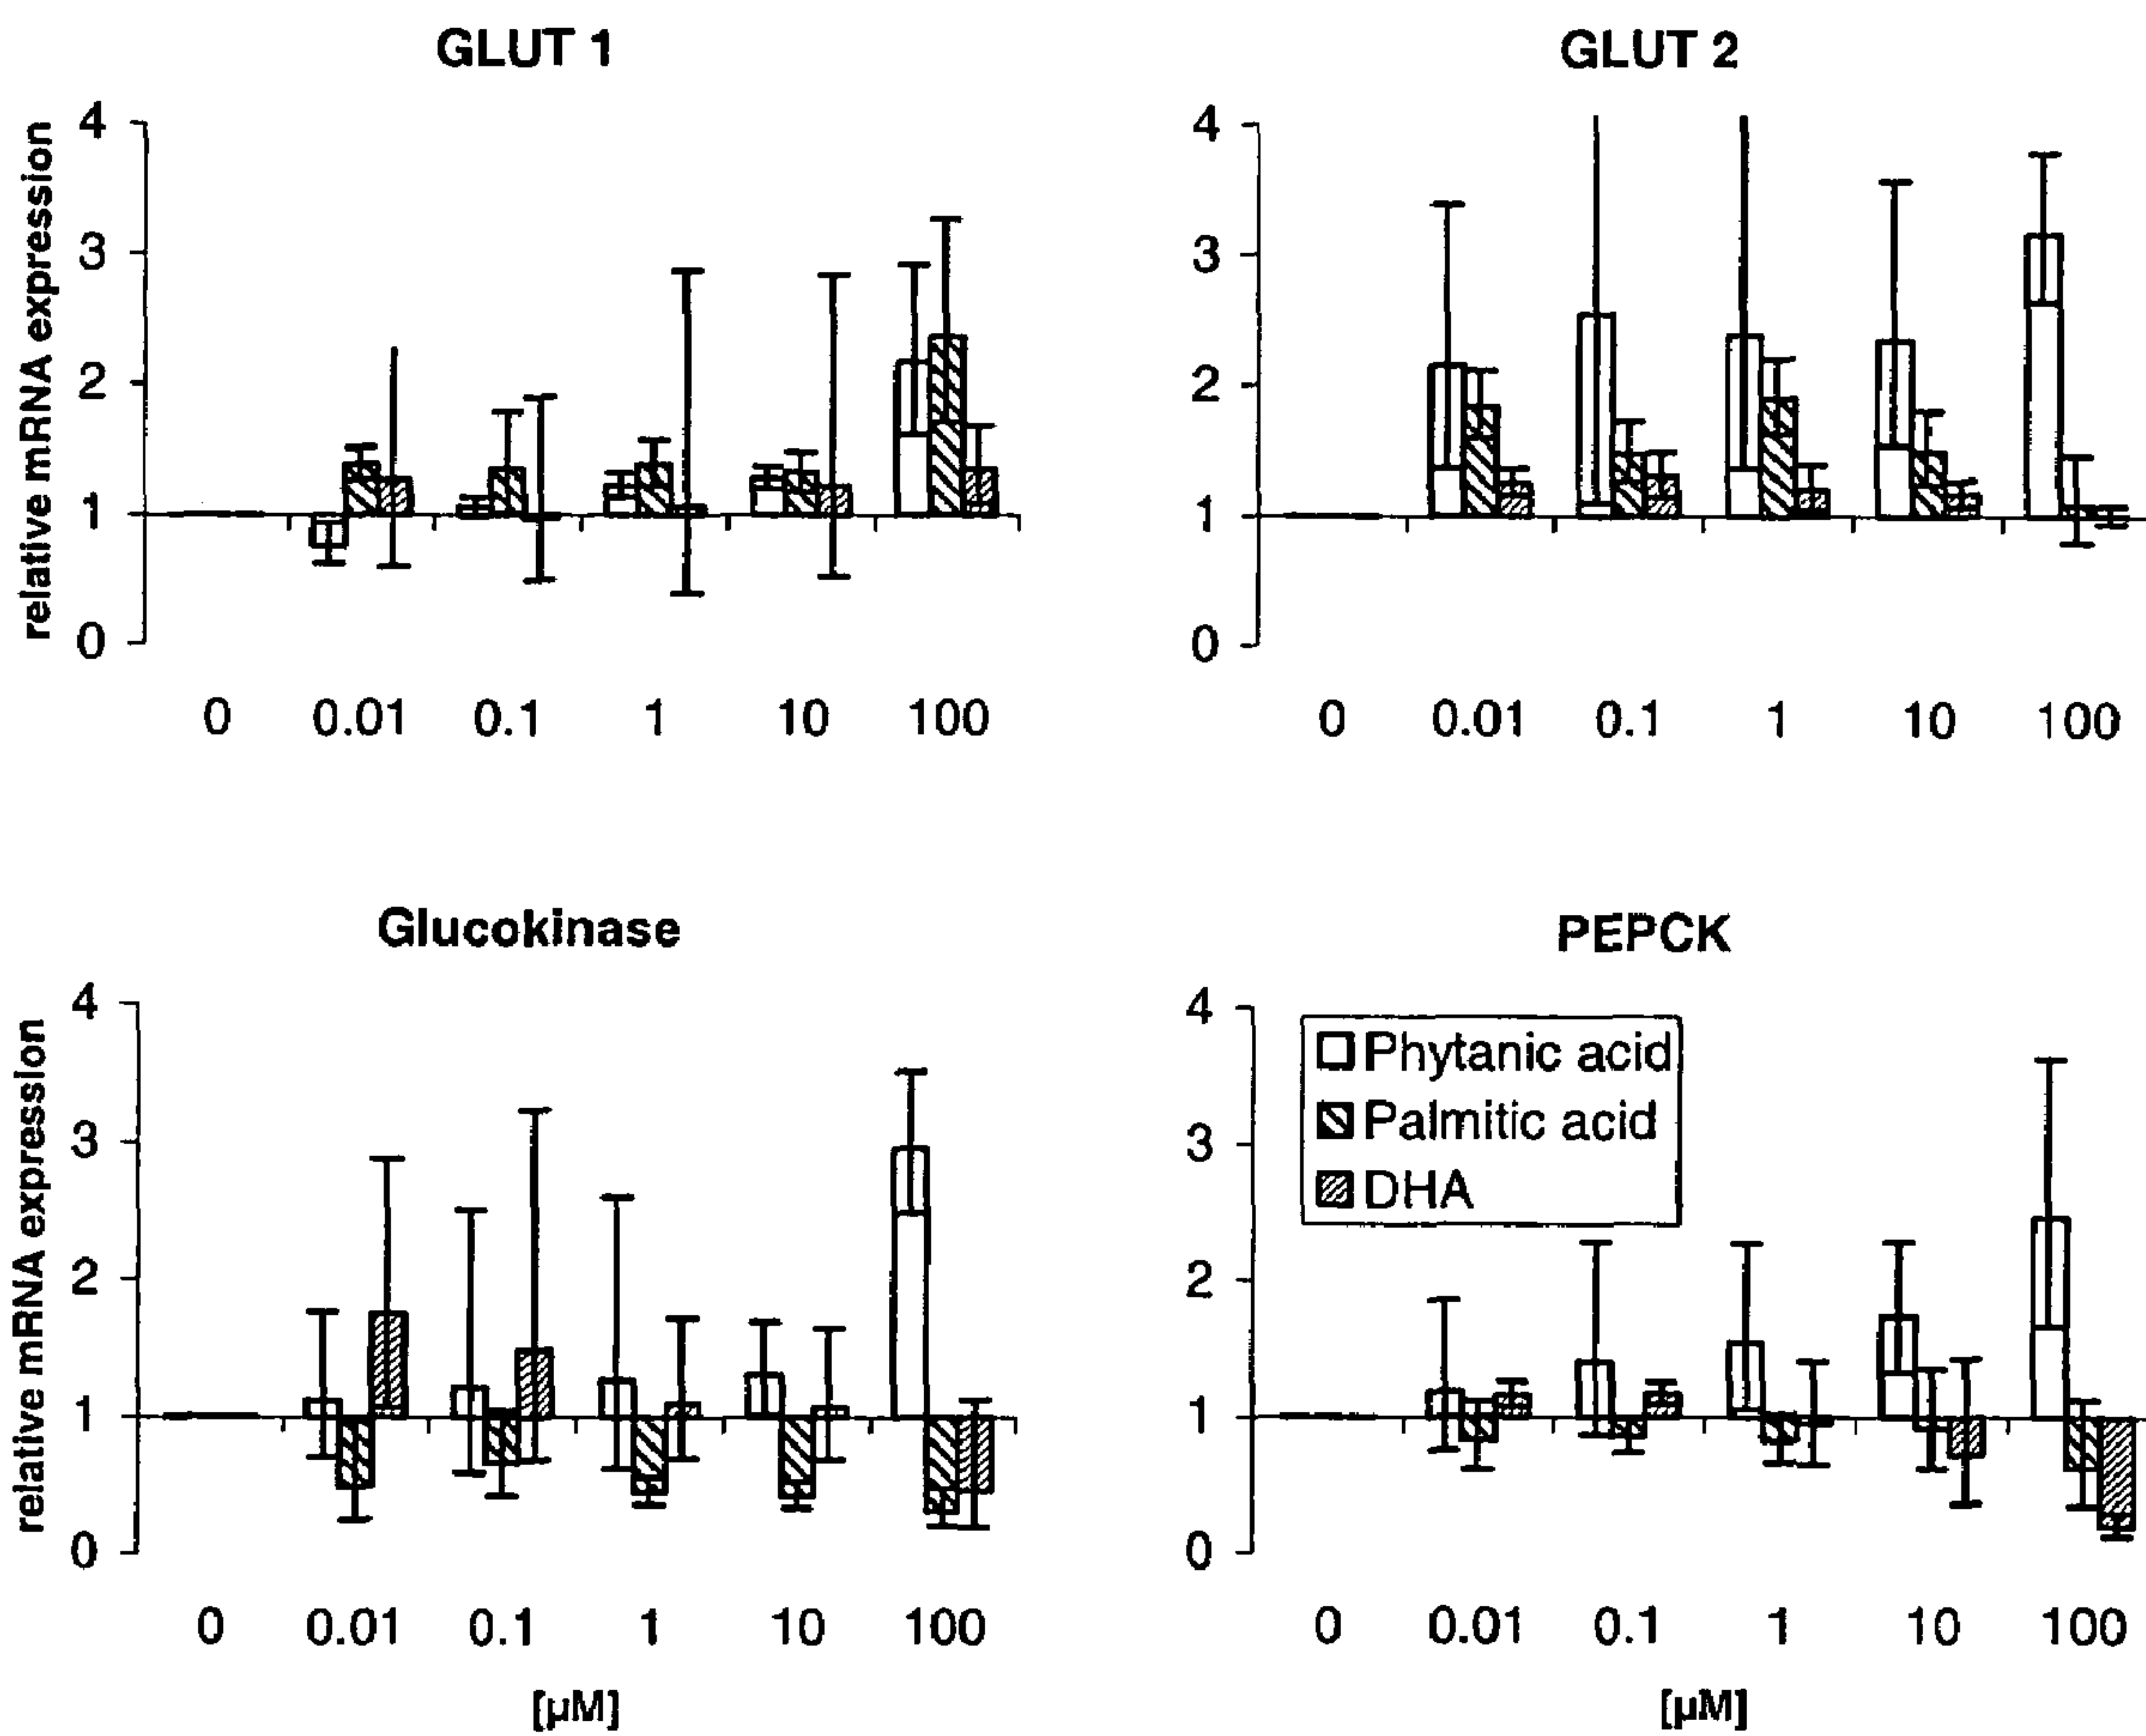 GLUT 1
relative mRNA expression
4
3
2
1
0
0 0.01 0.1 1 10 100
GLUT 2
4
3
2
1
0
0 0.01 0.1 1 10 100
Glucokinase
relative mRNA expression
4
3
2
1
0
0 0.01 0.1 1 10 100
[µM]
PEPCK
4
3
2
1
0
Phytanic acid
Palmitic acid
DHA
0 0.01 0.1 1 10 100
[µM]